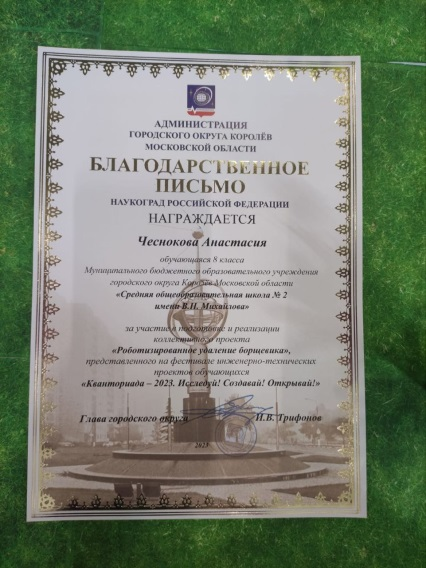 АДМИНИСТРАЦИЯ
ГОРОДСКОГО ОКРУГА КОРОЛЁВ
МОСКОВСКОЙ ОБЛАСТИ
БЛАГОДАРСТВЕННОЕ
ПИСЬМО
НАУКОГРАД РОССИЙСКОЙ ФЕДЕРАЦИИ
НАГРАЖДАЕТСЯ
Чеснокова Анастасия
обучающаяся 8 класса
Муниципального бюджетного образовательного учреждения
городского округа Королёв Московской области
«Средняя общеобразовательная школа № 2
имени В.Н. Михайлова»
за участие в подготовке и реализации
коллективного проекта
«Роботизированное удаление борщевика»,
представленного на фестивале инженерно-технических
проектов обучающихся
«Кванториада – 2023. Исследуй! Создавай! Открывай!»
Глава городского округа И.В. Трифонов
2023